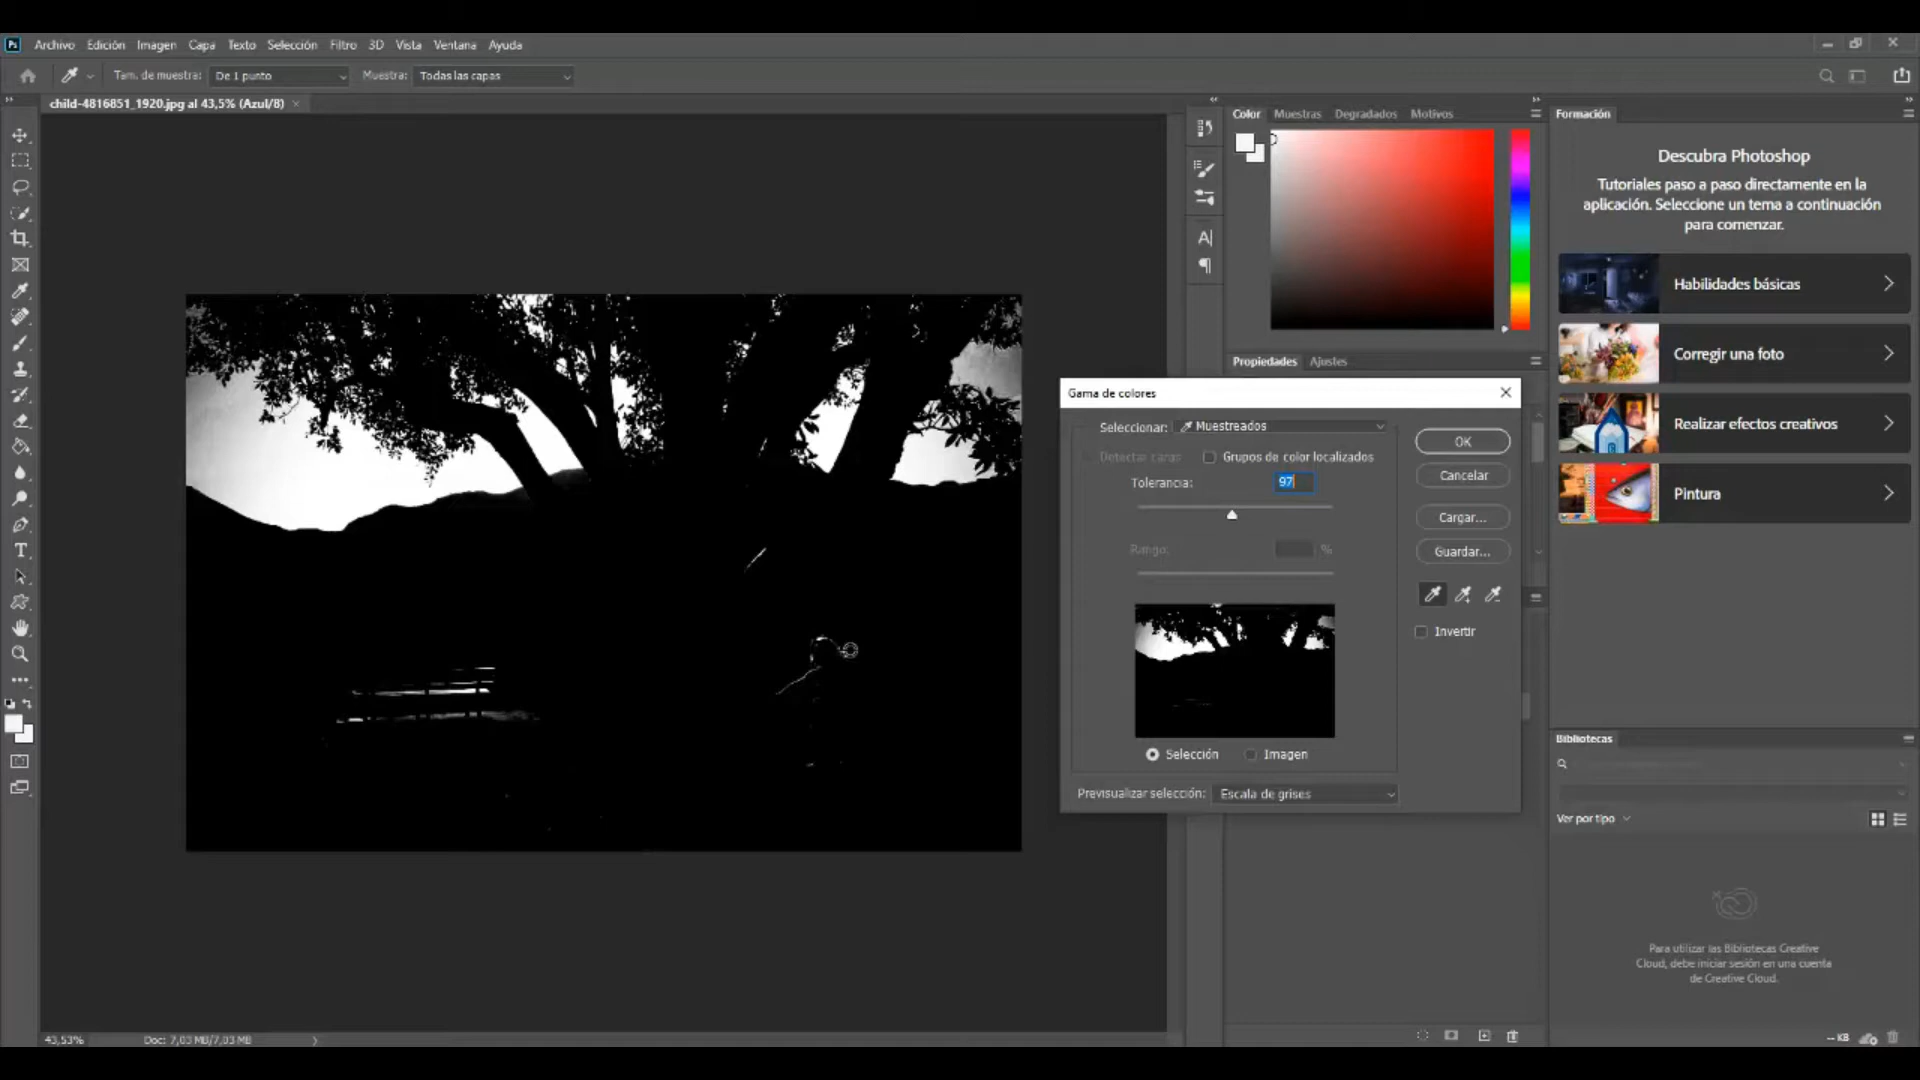 Ps Archivo Edición Imagen Capa Texto Selección Filtro 3D Vista Ventana Ayuda
Tam. de muestra: De 1 punto Muestra: Todas las capas
child-4816851_1920.jpg al 43,5% (Azul/8) ×
Color Muestras Degradados Motivos
Formación
Descubra Photoshop
Tutoriales paso a paso directamente en la
aplicación. Seleccione un tema a continuación
para comenzar.
Habilidades básicas
Corregir una foto
Realizar efectos creativos
Pintura
Propiedades Ajustes
Gama de colores
Seleccionar: Muestreados
Detectar caras Grupos de color localizados
Tolerancia: 97
Rango: %
OK
Cancelar
Cargar...
Guardar...
Invertir
Selección Imagen
Previsualizar selección: Escala de grises
Bibliotecas
Ver por tipo
Para utilizar las Bibliotecas Creative
Cloud, debe iniciar sesión en una cuenta
de Creative Cloud.
43,53% Doc: 7,03 MB/7,03 MB
-- KB